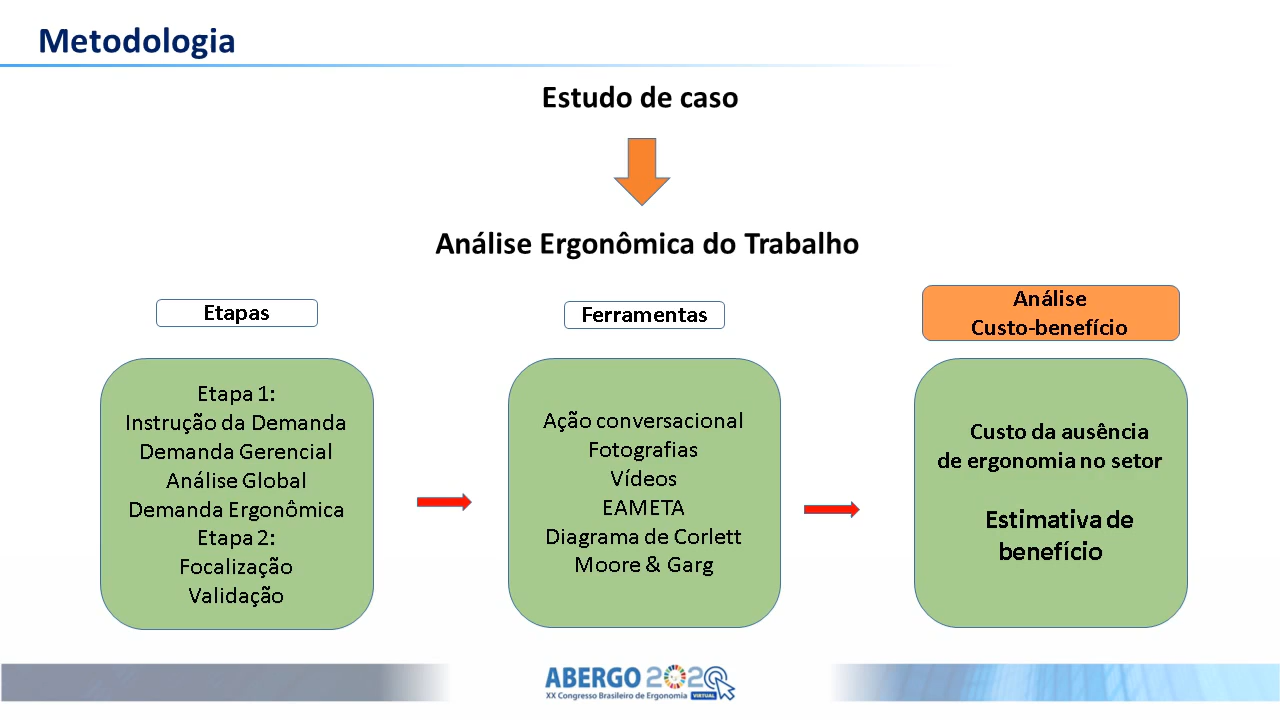 Metodologia
Estudo de caso
Análise Ergonômica do Trabalho
Etapas
Etapa 1:
Instrução da Demanda
Demanda Gerencial
Análise Global
Demanda Ergonômica
Etapa 2:
Focalização
Validação
Ferramentas
Ação conversacional
Fotografias
Vídeos
EAMETA
Diagrama de Corlett
Moore & Garg
Análise
Custo-benefício
Custo da ausência
de ergonomia no setor
Estimativa de
benefício
ABERGO 2020
XX Congresso Brasileiro de Ergonomia VIRTUAL